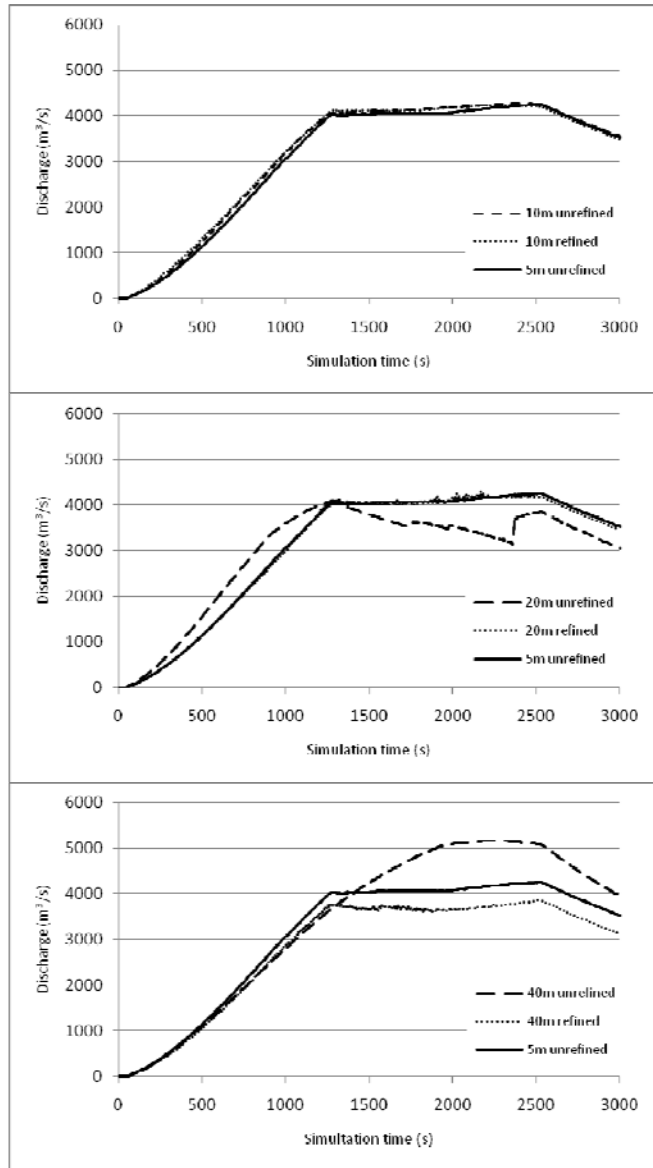 6000
5000
4000
3000
2000
1000
0
Discharge (m³/s)
10m unrefined
10m refined
5m unrefined
0 500 1000 1500 2000 2500 3000
Simulation time (s)
6000
5000
4000
3000
2000
1000
0
Discharge (m³/s)
20m unrefined
20m refined
5m unrefined
0 500 1000 1500 2000 2500 3000
Simulation time (s)
6000
5000
4000
3000
2000
1000
0
Discharge (m³/s)
40m unrefined
40m refined
5m unrefined
0 500 1000 1500 2000 2500 3000
Simultation time (s)